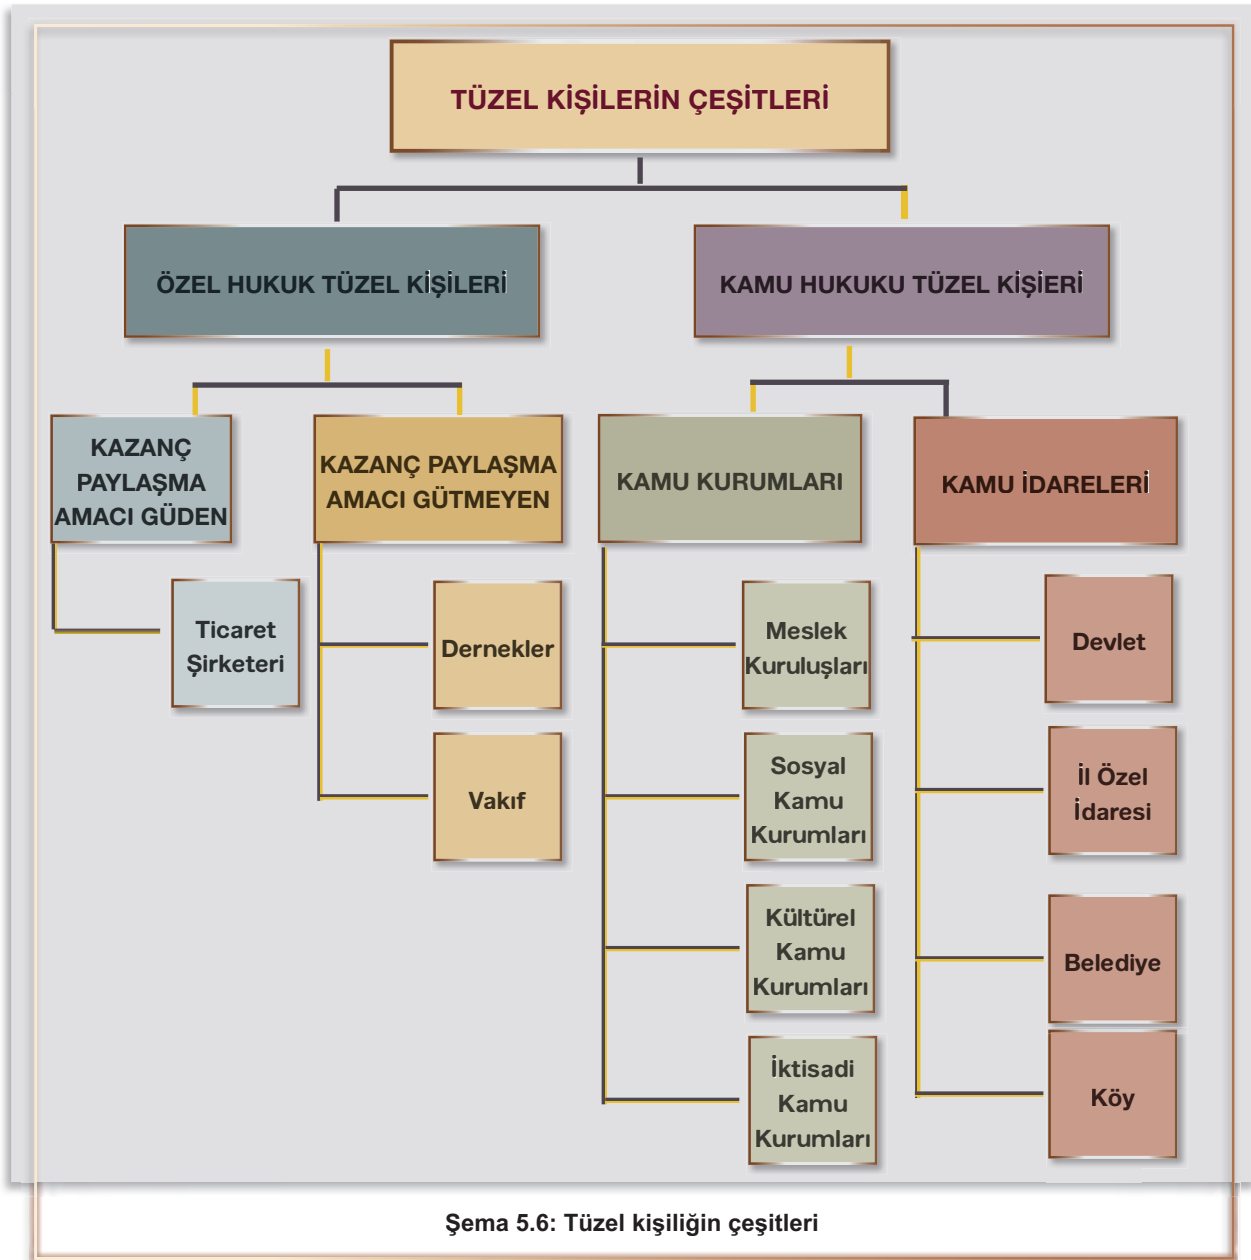 TÜZEL KİŞİLERİN ÇEŞİTLERİ
ÖZEL HUKUK TÜZEL KİŞİLERİ
KAMU HUKUKU TÜZEL KİŞİERİ
KAZANÇ
PAYLAŞMA
AMACI GÜDEN
KAZANÇ PAYLAŞMA
AMACI GÜTMEYEN
KAMU KURUMLARI
KAMU İDARELERİ
Ticaret
Şirketeri
Dernekler
Vakıf
Meslek
Kuruluşları
Sosyal
Kamu
Kurumları
Kültürel
Kamu
Kurumları
İktisadi
Kamu
Kurumları
Devlet
İl Özel
İdaresi
Belediye
Köy
Şema 5.6: Tüzel kişiliğin çeşitleri